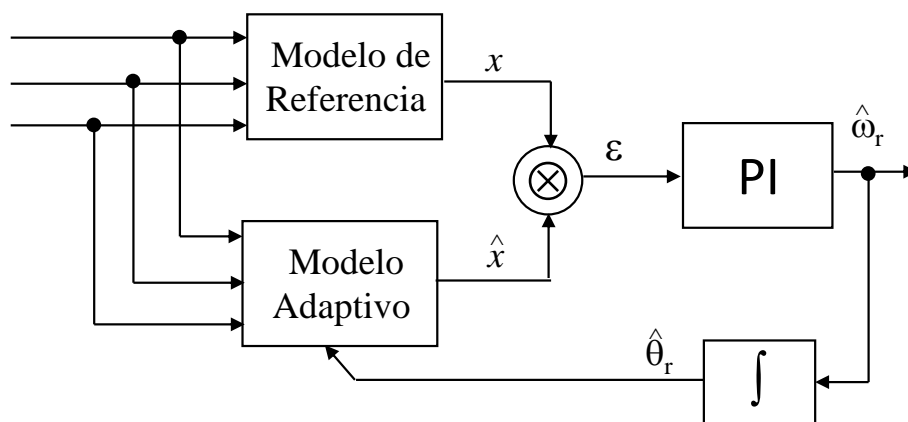 Modelo de
Referencia
x
ε
PI
ω̂r
Modelo
Adaptivo
x̂
θ̂r
∫